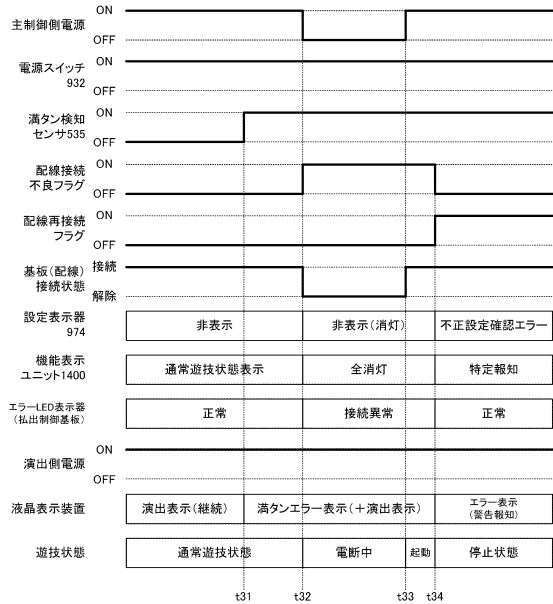 主制御側電源
ON
OFF
電源スイッチ
932
ON
OFF
満タン検知
センサ535
ON
OFF
配線接続
不良フラグ
ON
OFF
配線再接続
フラグ
ON
OFF
基板(配線)
接続状態
接続
解除
設定表示器
974
非表示
非表示(消灯)
不正設定確認エラー
機能表示
ユニット1400
通常遊技状態表示
全消灯
特定報知
エラーLED表示器
(払出制御基板)
正常
接続異常
正常
演出側電源
ON
OFF
液晶表示装置
演出表示(継続)
満タンエラー表示(+演出表示)
エラー表示
(警告報知)
遊技状態
通常遊技状態
電断中
起動
停止状態
t31
t32
t33
t34